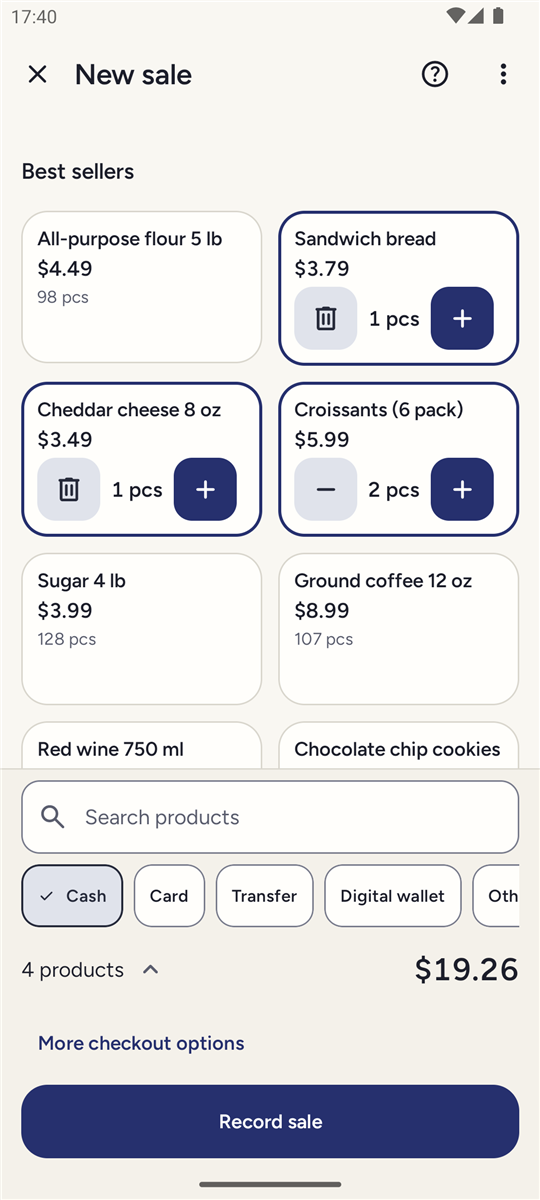 17:40
New sale
Best sellers
All-purpose flour 5 lb
$4.49
98 pcs
Sandwich bread
$3.79
1 pcs
Cheddar cheese 8 oz
$3.49
1 pcs
Croissants (6 pack)
$5.99
2 pcs
Sugar 4 lb
$3.99
128 pcs
Ground coffee 12 oz
$8.99
107 pcs
Red wine 750 ml
Chocolate chip cookies
Search products
Cash
Card
Transfer
Digital wallet
Oth
4 products
$19.26
More checkout options
Record sale